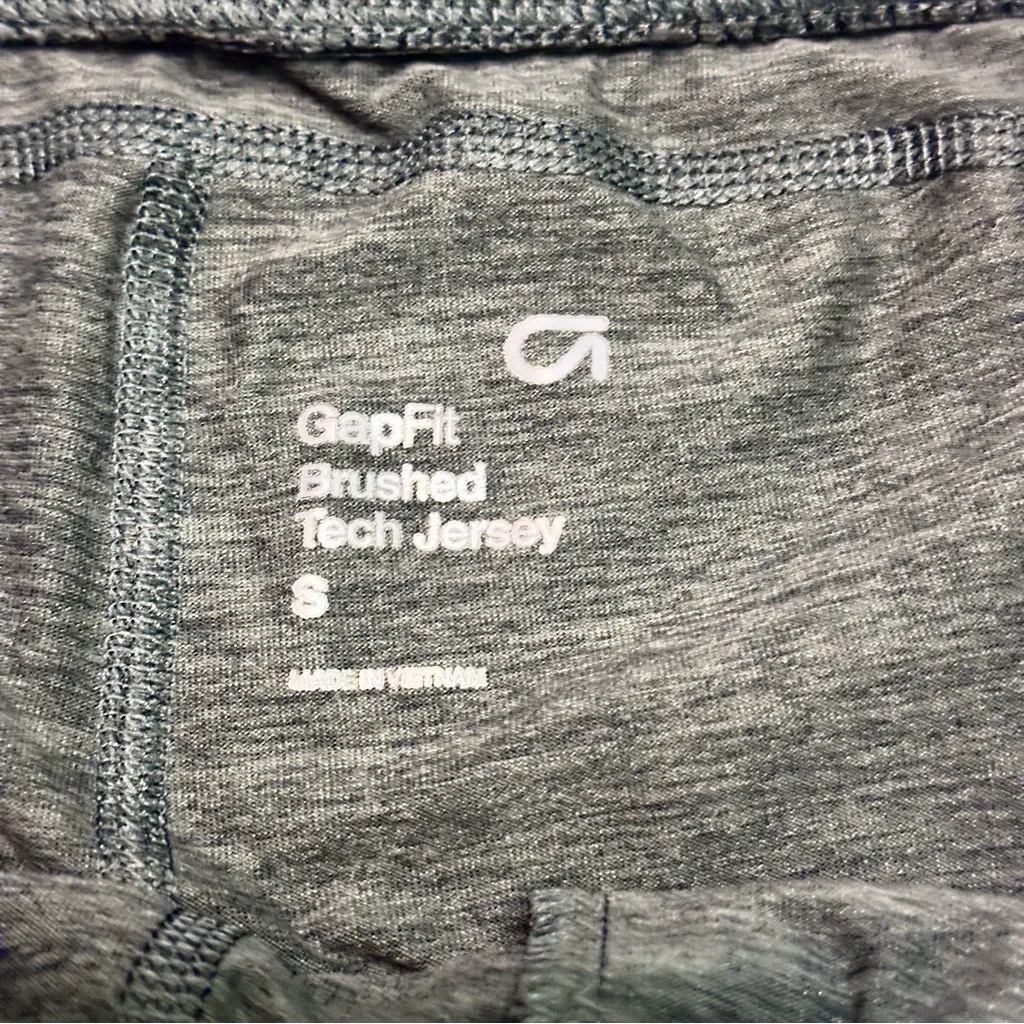 GapFit
Brushed
Tech Jersey
S
MADE IN VIETNAM